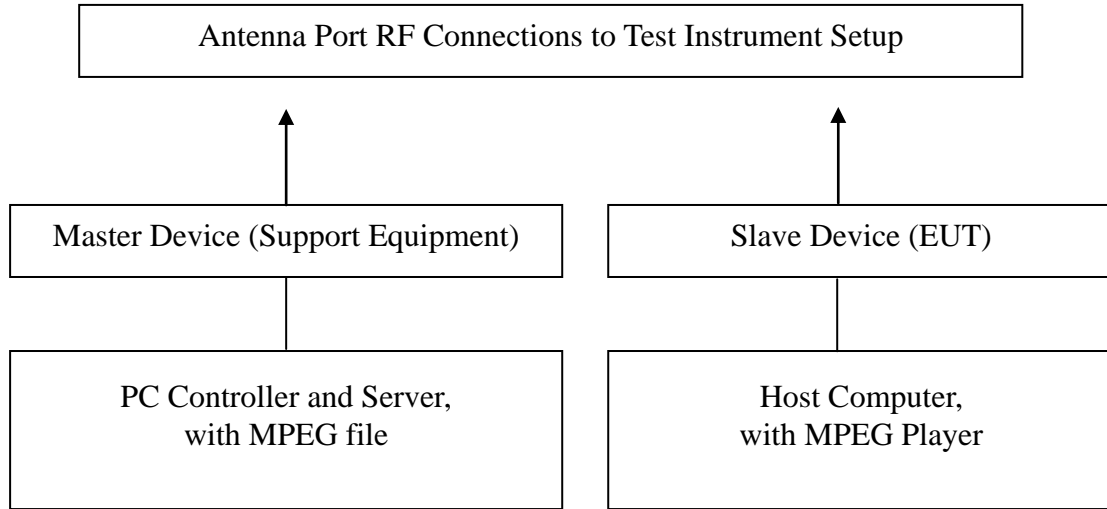 Antenna Port RF Connections to Test Instrument Setup
Master Device (Support Equipment)
Slave Device (EUT)
PC Controller and Server,
with MPEG file
Host Computer,
with MPEG Player